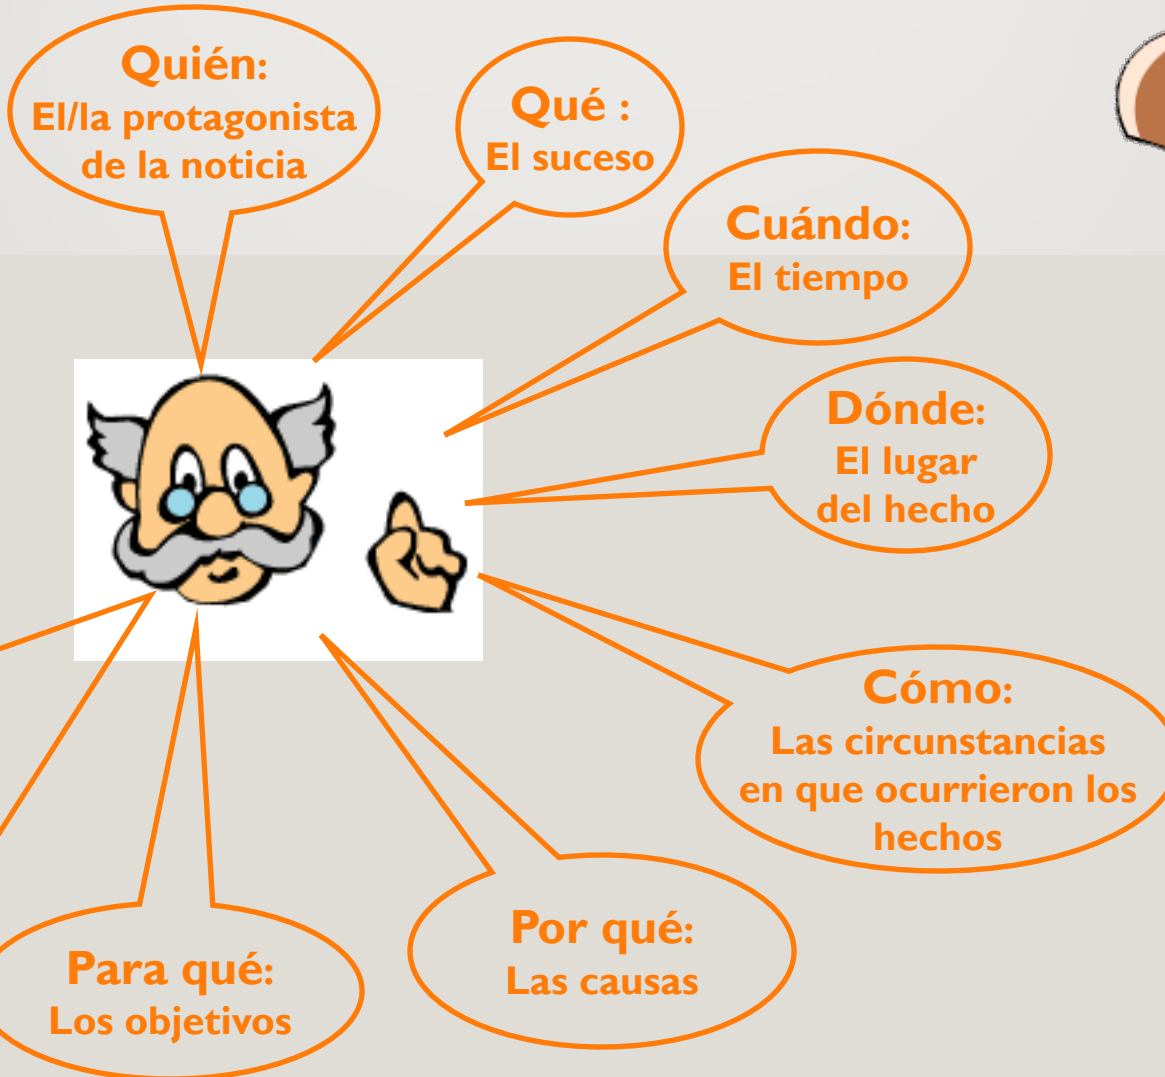 Quién:
El/la protagonista
de la noticia
Qué :
El suceso
Cuándo:
El tiempo
Dónde:
El lugar
del hecho
Cómo:
Las circunstancias
en que ocurrieron los
hechos
Por qué:
Las causas
Para qué:
Los objetivos